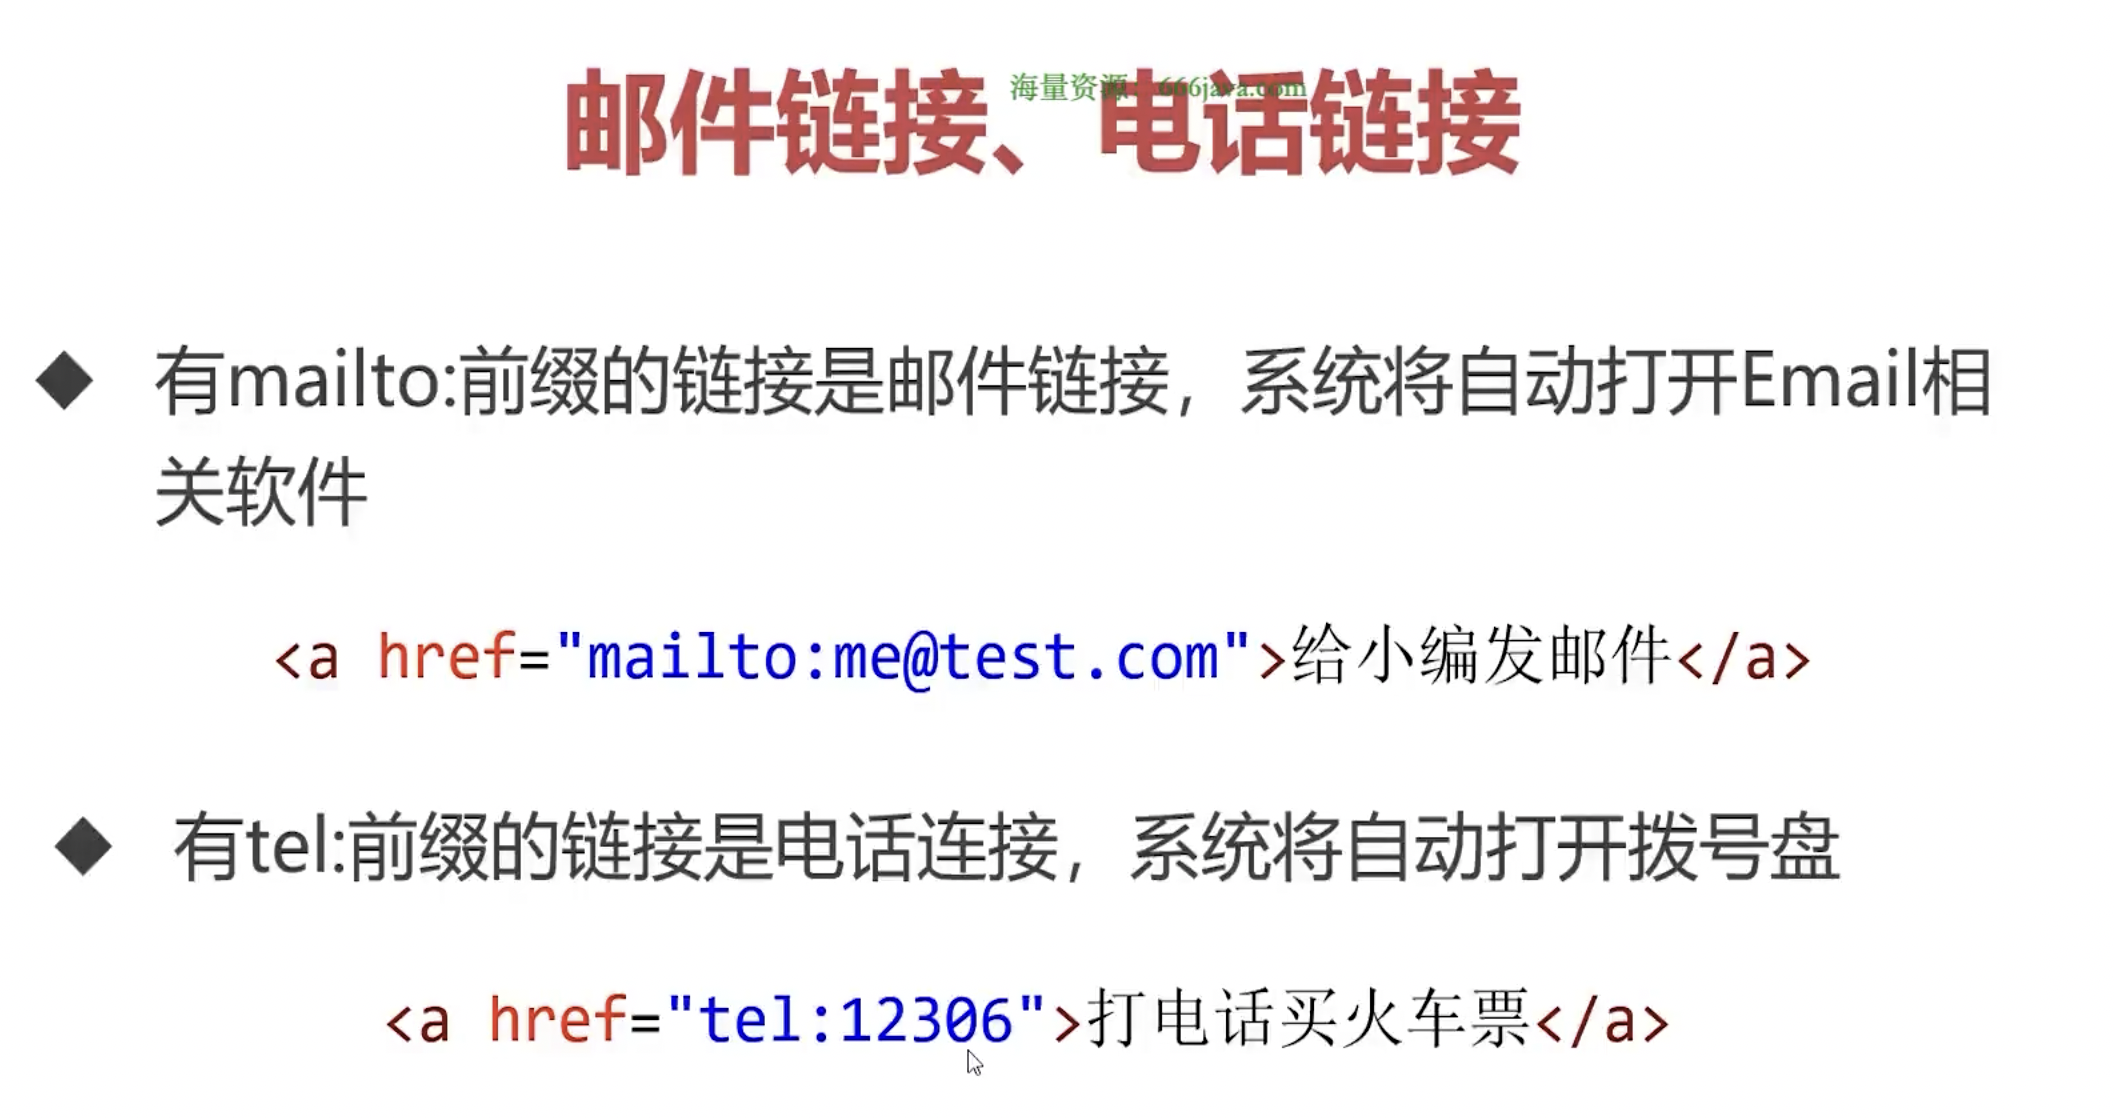 海量资源：666java.com
邮件链接、电话链接
◆ 有mailto:前缀的链接是邮件链接，系统将自动打开Email相
关软件
<a href="mailto:me@test.com">给小编发邮件</a>
◆ 有tel:前缀的链接是电话连接，系统将自动打开拨号盘
<a href="tel:12306">打电话买火车票</a>